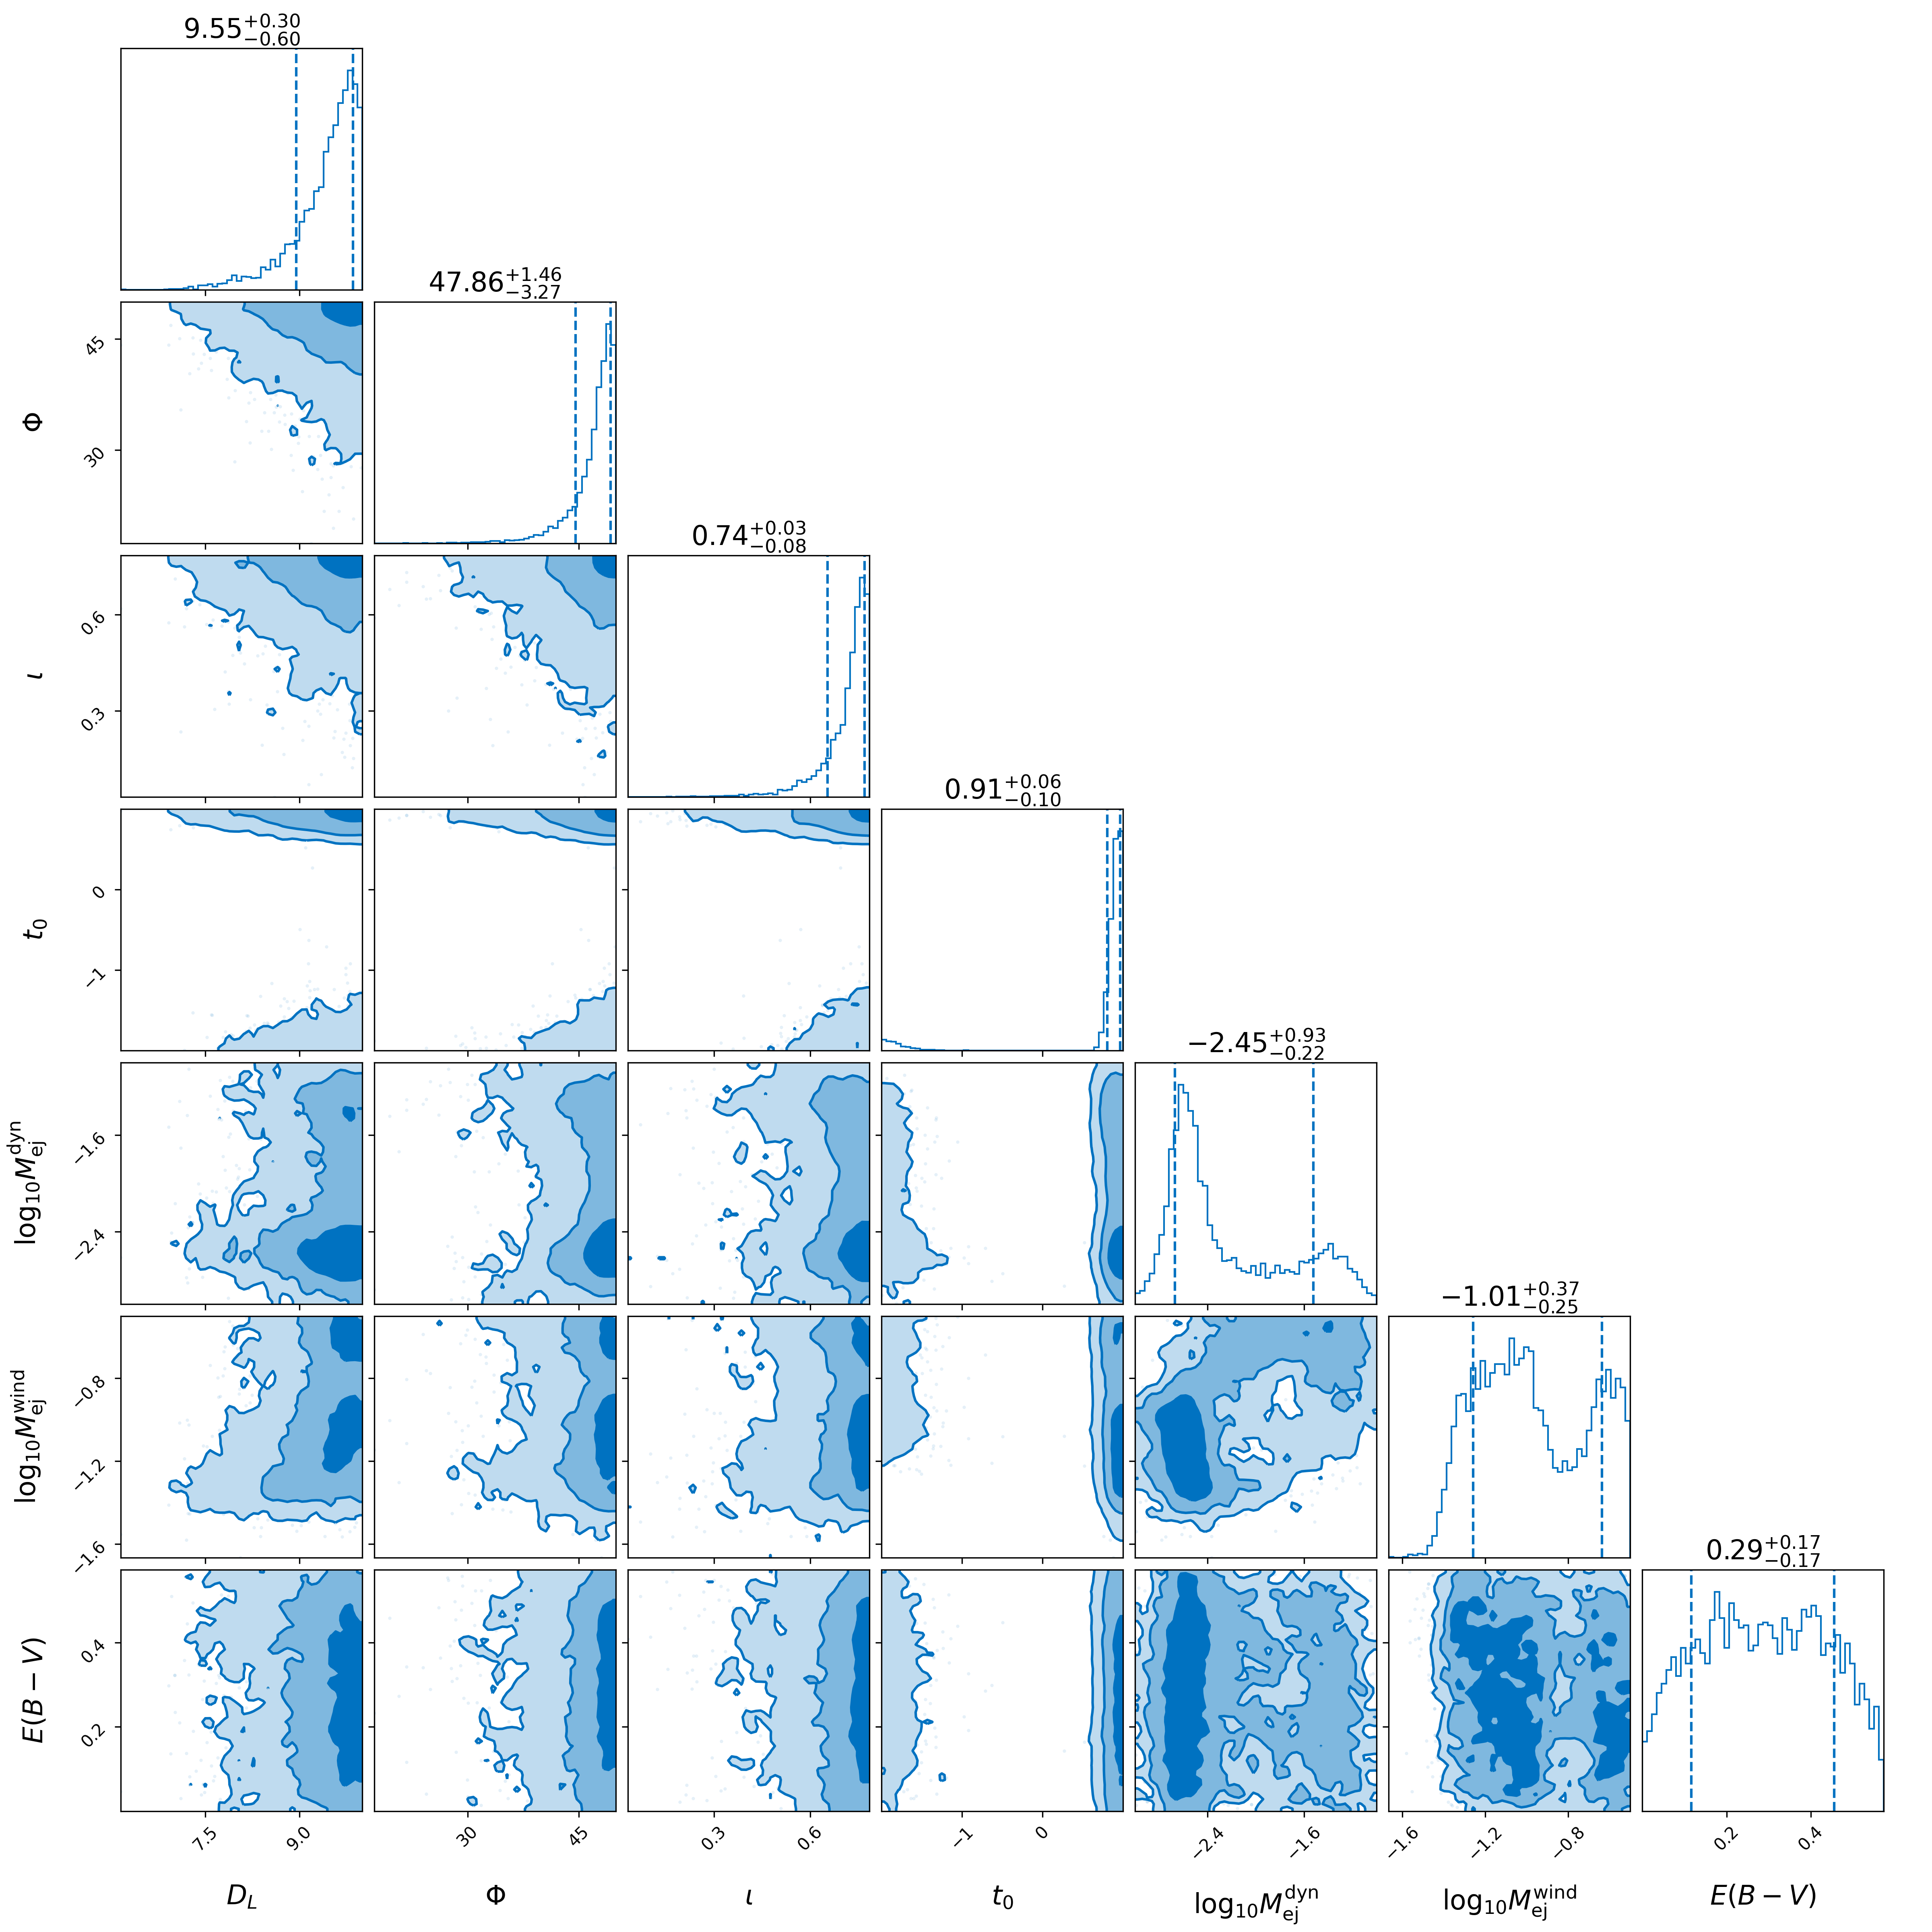 9.55+0.30−0.60
47.86+1.46−3.27
45
30
Φ
0.74+0.03−0.08
0.6
0.3
ι
0.91+0.06−0.10
0
−1
t0
−2.45+0.93−0.22
−1.6
−2.4
log10Mdynej
−1.01+0.37−0.25
−0.8
−1.2
−1.6
log10Mwindej
0.29+0.17−0.17
0.4
0.2
E(B − V)
7.5 9.0 30 45 0.3 0.6 −1 0 −2.4 −1.6 −1.6 −1.2 −0.8 0.2 0.4
DL Φ ι t0 log10Mdynej log10Mwindej E(B − V)